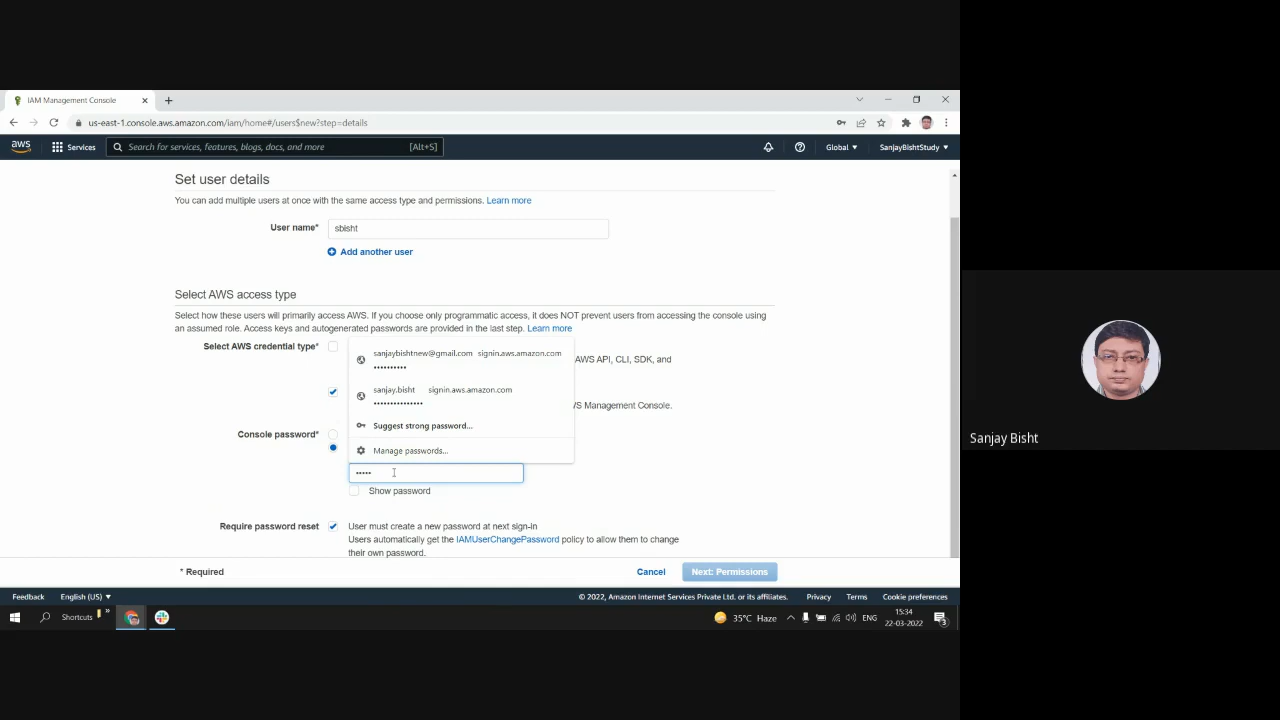 IAM Management Console
us-east-1.console.aws.amazon.com/iam/home#/users$new?step=details
aws Services Search for services, features, blogs, docs, and more [Alt+S] Global SanjayBishtStudy
Set user details
You can add multiple users at once with the same access type and permissions. Learn more
User name* sbisht
Add another user
Select AWS access type
Select how these users will primarily access AWS. If you choose only programmatic access, it does NOT prevent users from accessing the console using
an assumed role. Access keys and autogenerated passwords are provided in the last step. Learn more
Select AWS credential type*
sanjaybishtnew@gmail.com signin.aws.amazon.com
••••••••••
AWS API, CLI, SDK, and
sanjay.bisht signin.aws.amazon.com
•••••••••••••••
S Management Console.
Suggest strong password...
Console password*
Manage passwords...
•••••
Show password
Require password reset User must create a new password at next sign-in
Users automatically get the IAMUserChangePassword policy to allow them to change
their own password.
* Required Cancel Next: Permissions
Feedback English (US) © 2022, Amazon Internet Services Private Ltd. or its affiliates. Privacy Terms Cookie preferences
Shortcuts » 35°C Haze ENG 15:34
22-03-2022
3
Sanjay Bisht